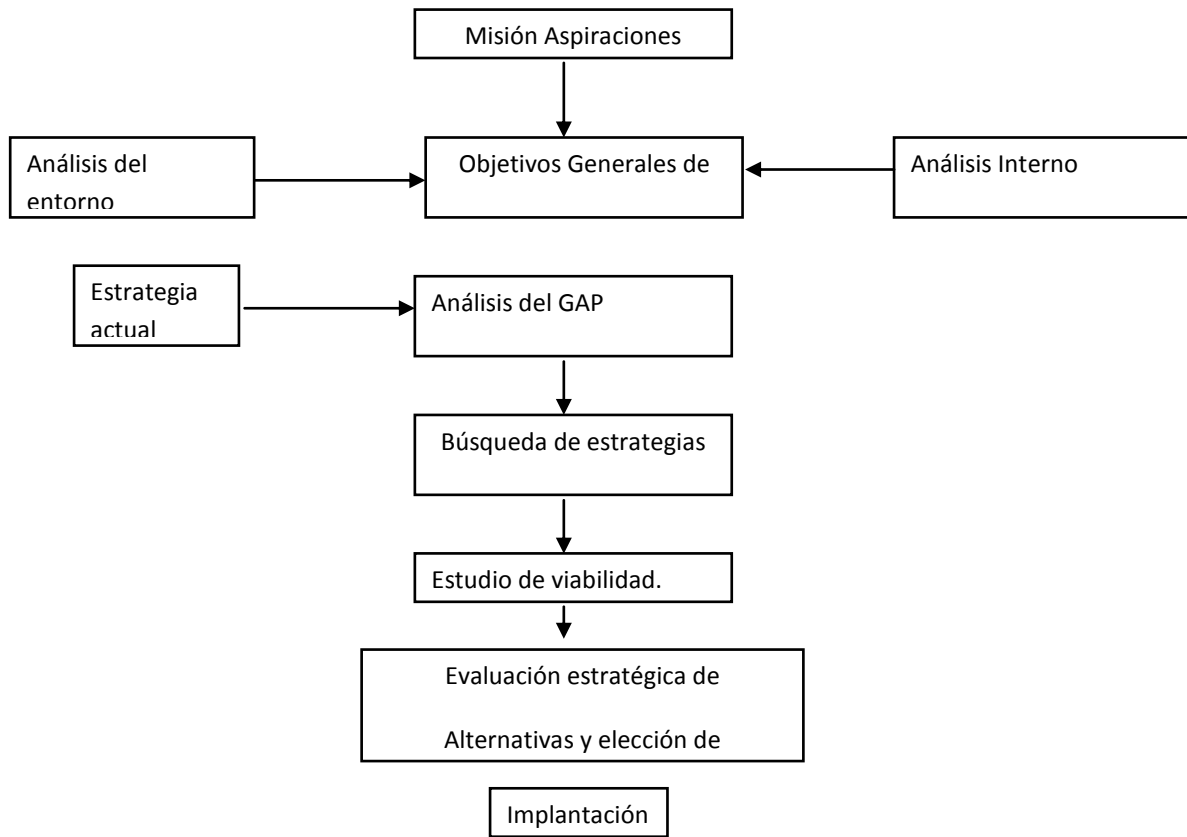 Misión Aspiraciones
Análisis del
entorno
Objetivos Generales de
Análisis Interno
Estrategia
actual
Análisis del GAP
Búsqueda de estrategias
Estudio de viabilidad.
Evaluación estratégica de
Alternativas y elección de
Implantación